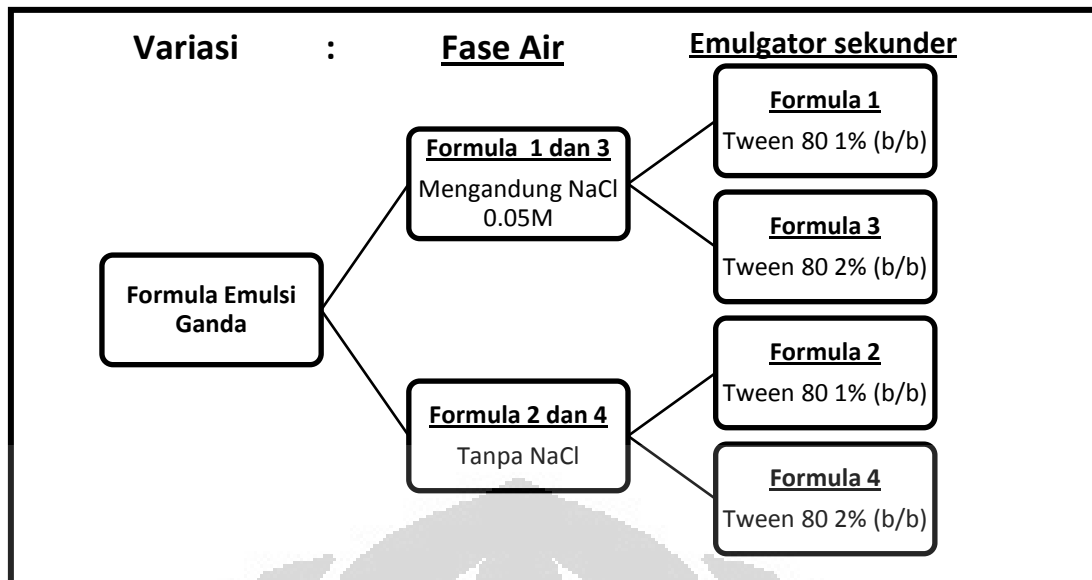 Variasi : Fase Air Emulgator sekunder
Formula Emulsi
Ganda
Formula 1 dan 3
Mengandung NaCl
0.05M
Formula 1
Tween 80 1% (b/b)
Formula 3
Tween 80 2% (b/b)
Formula 2 dan 4
Tanpa NaCl
Formula 2
Tween 80 1% (b/b)
Formula 4
Tween 80 2% (b/b)